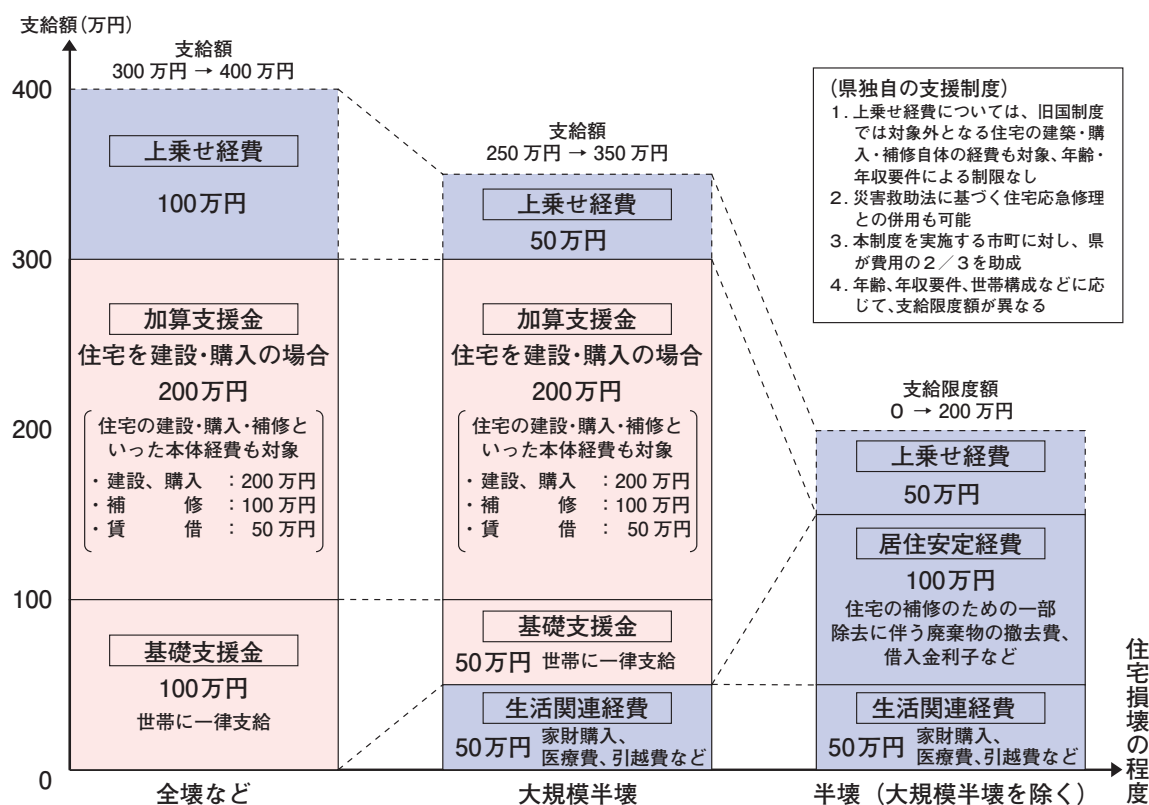 支給額(万円)
400
300
200
100
0
支給額
300万円 → 400万円
上乗せ経費
100万円
加算支援金
住宅を建設・購入の場合
200万円
住宅の建設・購入・補修と
いった本体経費も対象
・建設、購入 : 200万円
・補 修 : 100万円
・賃 借 : 50万円
基礎支援金
100万円
世帯に一律支給
全壊など
支給額
250万円 → 350万円
上乗せ経費
50万円
加算支援金
住宅を建設・購入の場合
200万円
住宅の建設・購入・補修と
いった本体経費も対象
・建設、購入 : 200万円
・補 修 : 100万円
・賃 借 : 50万円
基礎支援金
50万円 世帯に一律支給
生活関連経費
50万円 家財購入、
医療費、引越費など
大規模半壊
(県独自の支援制度)
1. 上乗せ経費については、旧国制度
では対象外となる住宅の建築・購
入・補修自体の経費も対象、年齢・
年収要件による制限なし
2. 災害救助法に基づく住宅応急修理
との併用も可能
3. 本制度を実施する市町に対し、県
が費用の2/3を助成
4. 年齢、年収要件、世帯構成などに応
じて、支給限度額が異なる
支給限度額
0 → 200万円
上乗せ経費
50万円
居住安定経費
100万円
住宅の補修のための一部
除去に伴う廃棄物の撤去費、
借入金利子など
生活関連経費
50万円 家財購入、
医療費、引越費など
半壊(大規模半壊を除く)
住宅損壊の程度